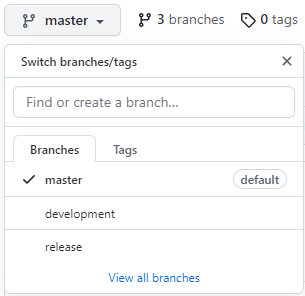 master 3 branches 0 tags
Switch branches/tags
Find or create a branch...
Branches Tags
master default
development
release
View all branches